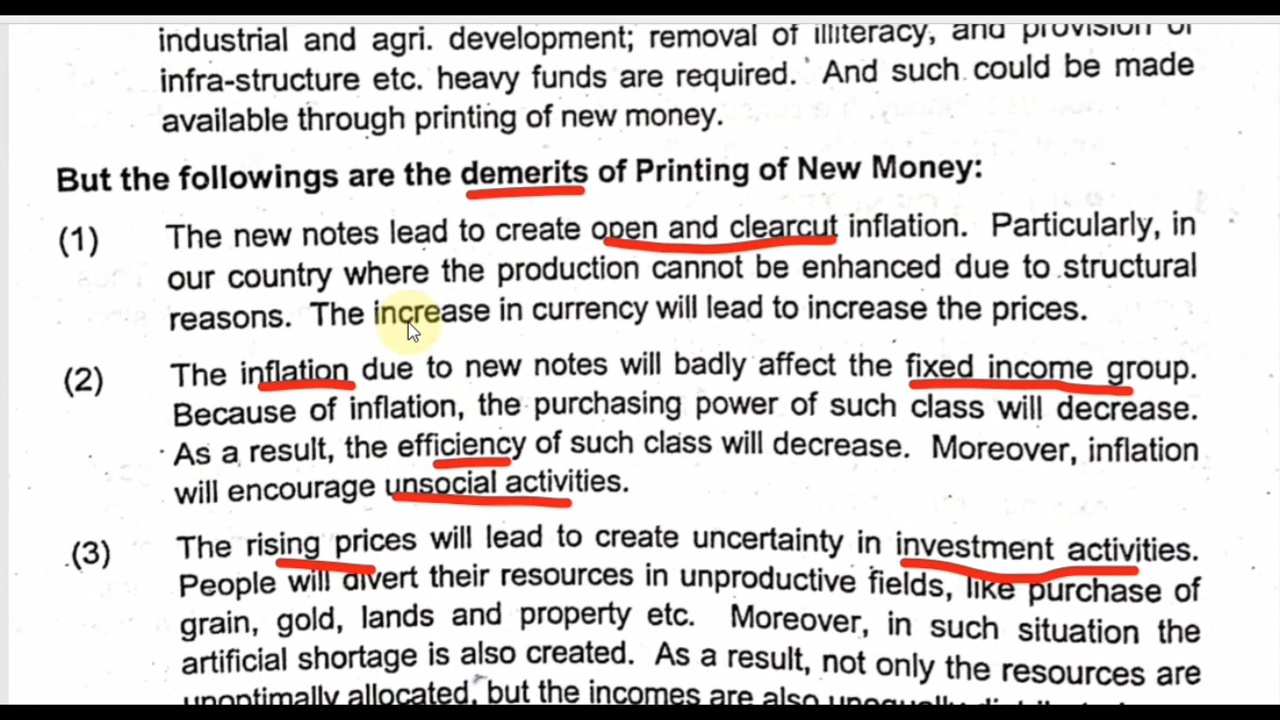 industrial and agri. development; removal of illiteracy, and provision of
infra-structure etc. heavy funds are required. And such could be made
available through printing of new money.
But the followings are the demerits of Printing of New Money:
(1) The new notes lead to create open and clearcut inflation. Particularly, in
our country where the production cannot be enhanced due to structural
reasons. The increase in currency will lead to increase the prices.
(2) The inflation due to new notes will badly affect the fixed income group.
Because of inflation, the purchasing power of such class will decrease.
As a result, the efficiency of such class will decrease. Moreover, inflation
will encourage unsocial activities.
(3) The rising prices will lead to create uncertainty in investment activities.
People will divert their resources in unproductive fields, like purchase of
grain, gold, lands and property etc. Moreover, in such situation the
artificial shortage is also created. As a result, not only the resources are
unoptimally allocated, but the incomes are also unequally